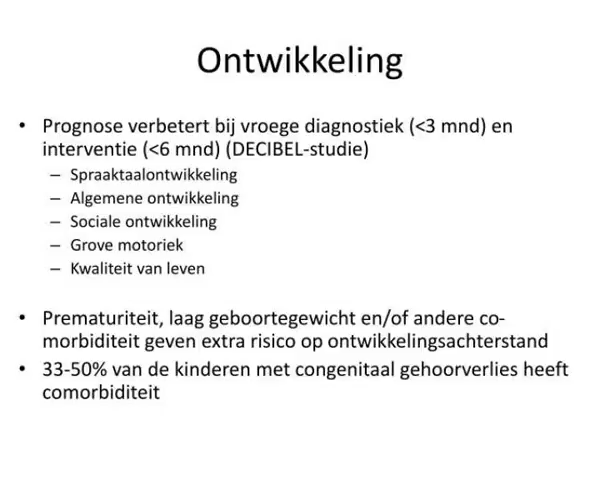 Ontwikkeling
• Prognose verbetert bij vroege diagnostiek (<3 mnd) en
interventie (<6 mnd) (DECIBEL-studie)
– Spraaktaalontwikkeling
– Algemene ontwikkeling
– Sociale ontwikkeling
– Grove motoriek
– Kwaliteit van leven
• Prematuriteit, laag geboortegewicht en/of andere co-
morbiditeit geven extra risico op ontwikkelingsachterstand
• 33-50% van de kinderen met congenitaal gehoorverlies heeft
comorbiditeit